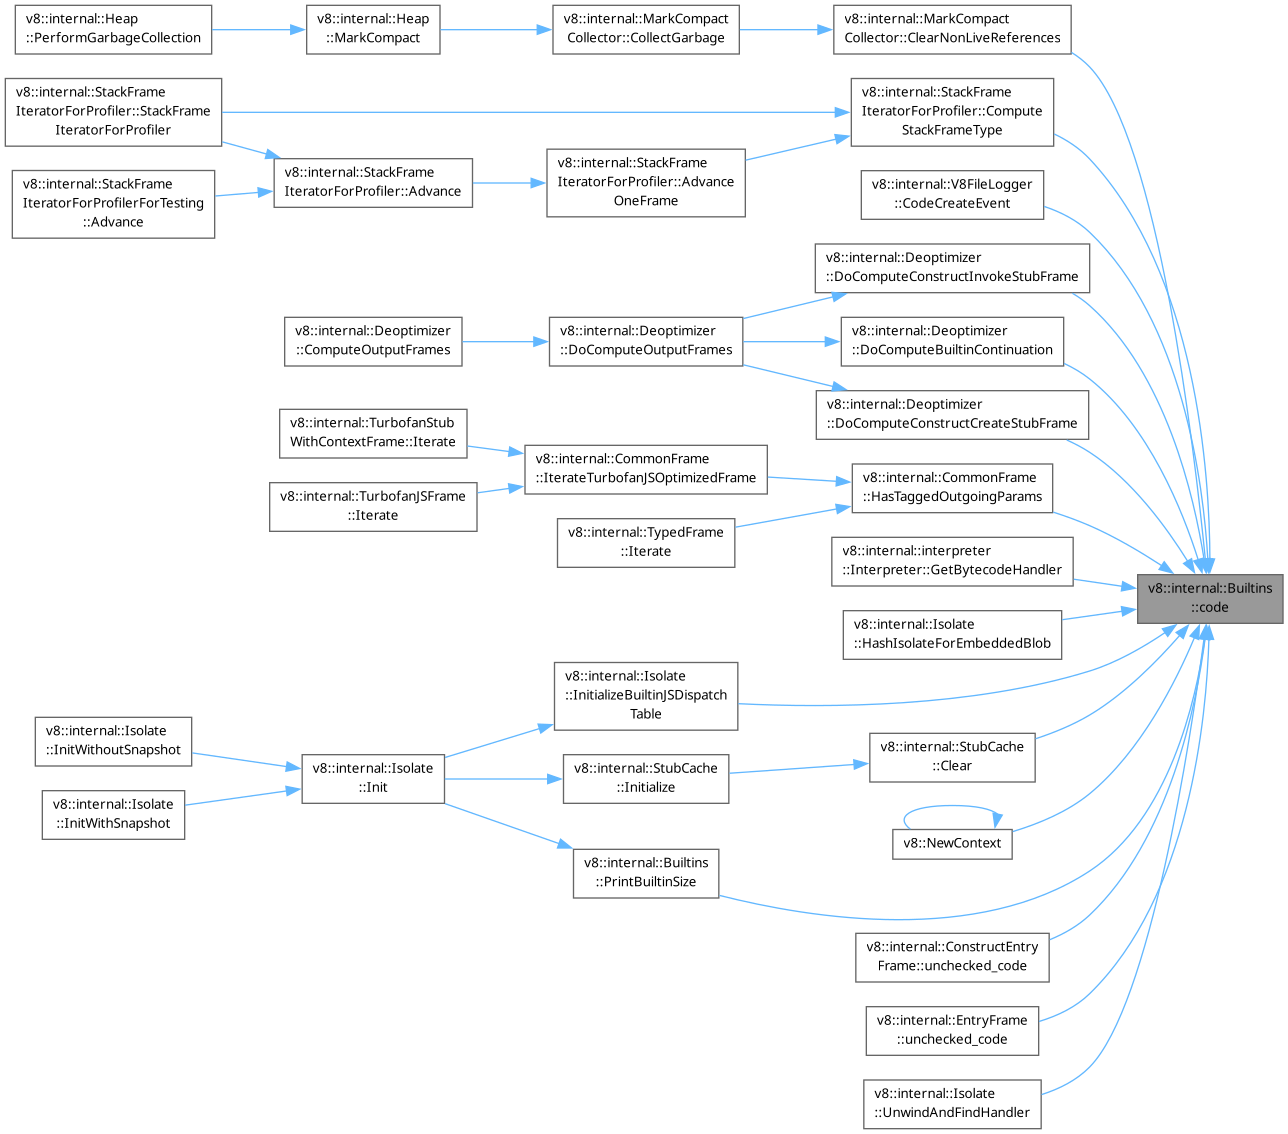 v8::internal::Heap
::PerformGarbageCollection
v8::internal::Heap
::MarkCompact
v8::internal::MarkCompact
Collector::CollectGarbage
v8::internal::MarkCompact
Collector::ClearNonLiveReferences
v8::internal::StackFrame
IteratorForProfiler::StackFrame
IteratorForProfiler
v8::internal::StackFrame
IteratorForProfiler::Compute
StackFrameType
v8::internal::StackFrame
IteratorForProfilerForTesting
::Advance
v8::internal::StackFrame
IteratorForProfiler::Advance
v8::internal::StackFrame
IteratorForProfiler::Advance
OneFrame
v8::internal::V8FileLogger
::CodeCreateEvent
v8::internal::Deoptimizer
::DoComputeConstructInvokeStubFrame
v8::internal::Deoptimizer
::ComputeOutputFrames
v8::internal::Deoptimizer
::DoComputeOutputFrames
v8::internal::Deoptimizer
::DoComputeBuiltinContinuation
v8::internal::Deoptimizer
::DoComputeConstructCreateStubFrame
v8::internal::TurbofanStub
WithContextFrame::Iterate
v8::internal::CommonFrame
::IterateTurbofanJSOptimizedFrame
v8::internal::CommonFrame
::HasTaggedOutgoingParams
v8::internal::TurbofanJSFrame
::Iterate
v8::internal::TypedFrame
::Iterate
v8::internal::interpreter
::Interpreter::GetBytecodeHandler
v8::internal::Builtins
::code
v8::internal::Isolate
::HashIsolateForEmbeddedBlob
v8::internal::Isolate
::InitializeBuiltinJSDispatch
Table
v8::internal::Isolate
::InitWithoutSnapshot
v8::internal::Isolate
::Init
v8::internal::StubCache
::Initialize
v8::internal::StubCache
::Clear
v8::internal::Isolate
::InitWithSnapshot
v8::NewContext
v8::internal::Builtins
::PrintBuiltinSize
v8::internal::ConstructEntry
Frame::unchecked_code
v8::internal::EntryFrame
::unchecked_code
v8::internal::Isolate
::UnwindAndFindHandler